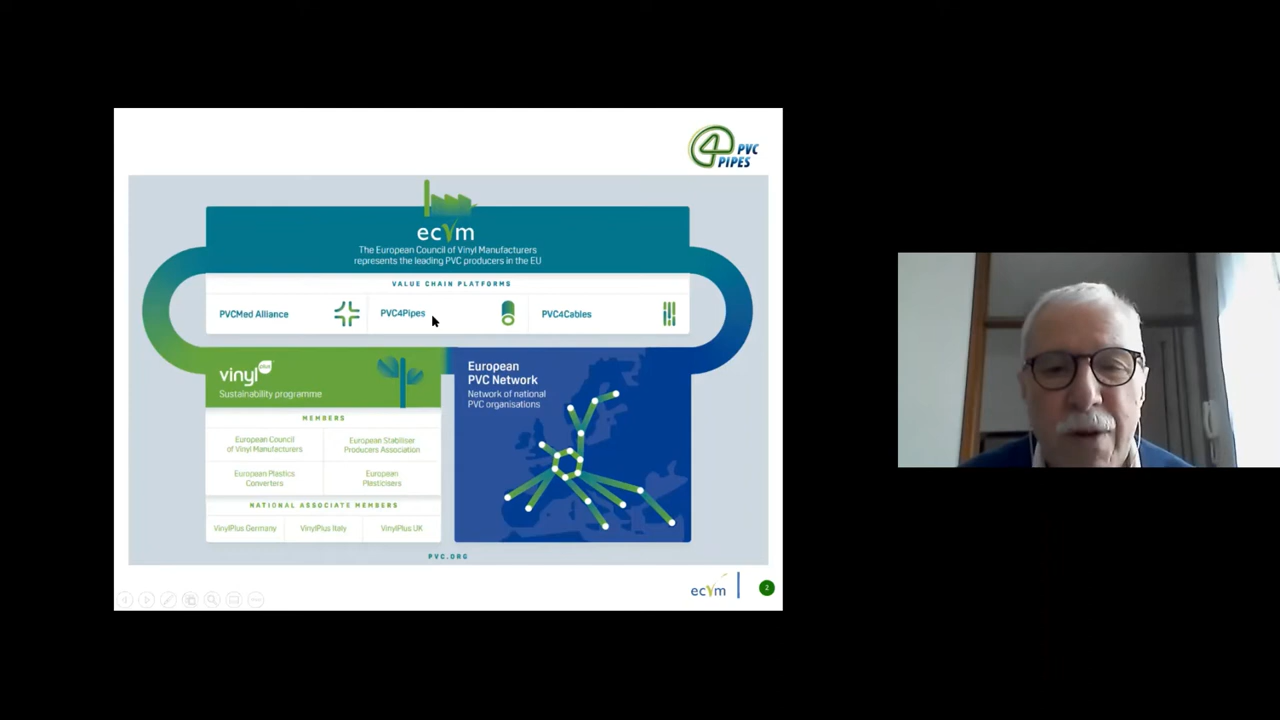 4 PVC
PIPES
ecvm
The European Council of Vinyl Manufacturers
represents the leading PVC producers in the EU
VALUE CHAIN PLATFORMS
PVCMed Alliance
PVC4Pipes
PVC4Cables
vinyl plus
Sustainability programme
MEMBERS
European Council
of Vinyl Manufacturers
European Stabiliser
Producers Association
European Plastics
Converters
European
Plasticisers
NATIONAL ASSOCIATE MEMBERS
VinylPlus Germany
VinylPlus Italy
VinylPlus UK
European
PVC Network
Network of national
PVC organisations
PVC.ORG
ecvm
2